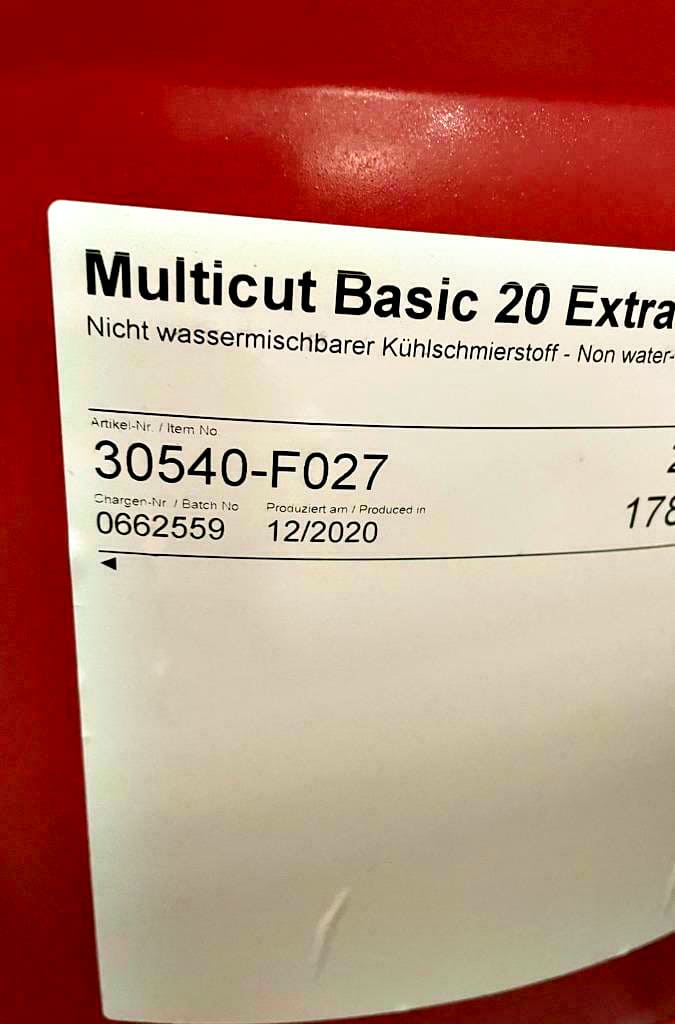 Multicut Basic 20 Extra
Nicht wassermischbarer Kühlschmierstoff - Non water-
Artikel-Nr. / Item No
30540-F027
Chargen-Nr. / Batch No Produziert am / Produced in
0662559 12/2020 178